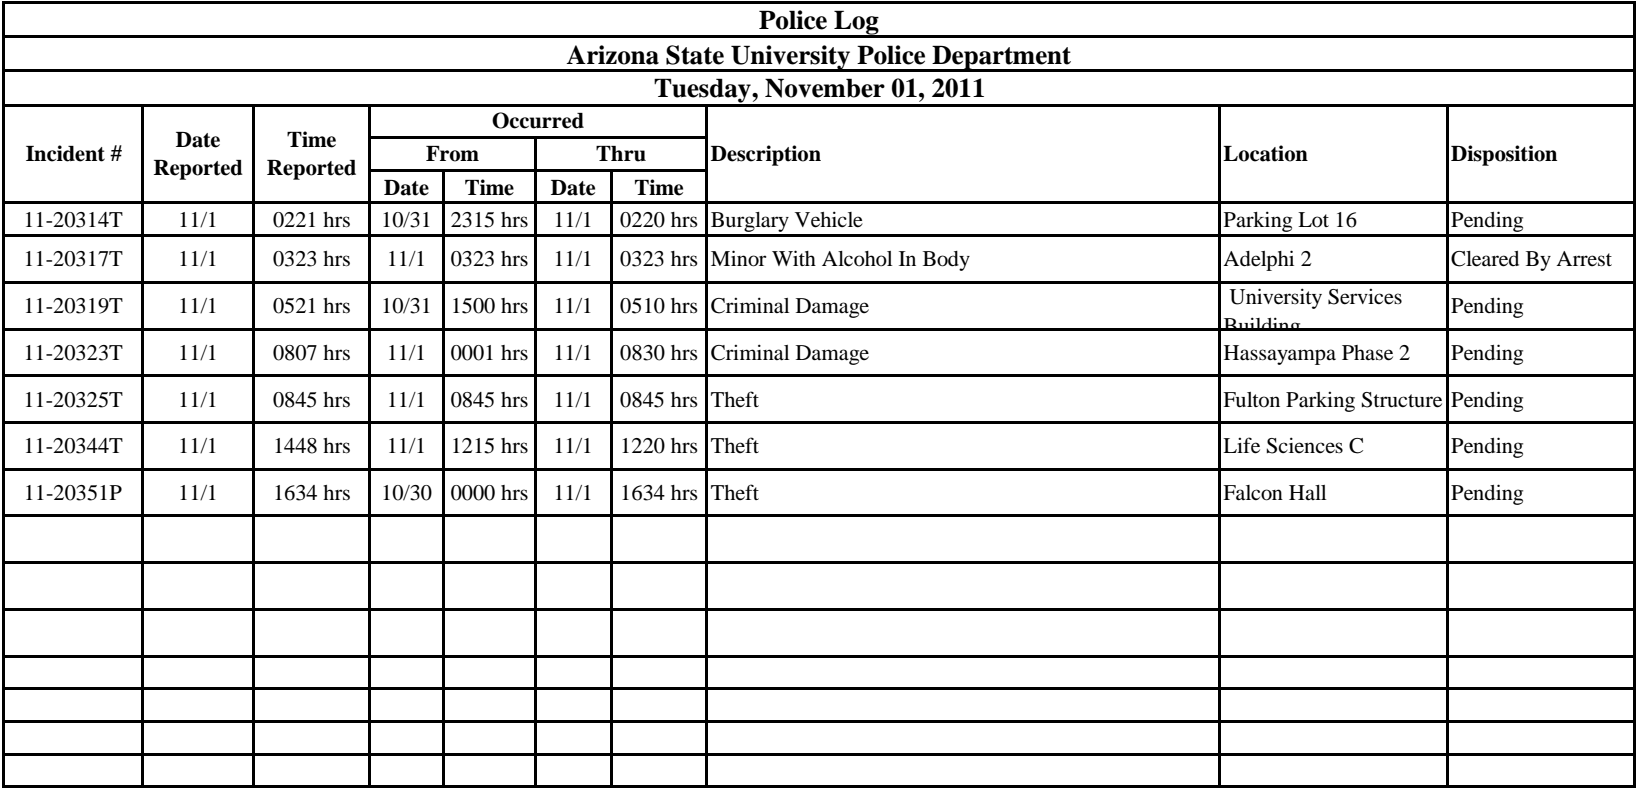 Police Log
Arizona State University Police Department
Tuesday, November 01, 2011
Incident # Date Reported Time Reported Occurred Description Location Disposition
From Thru
Date Time Date Time
11-20314T 11/1 0221 hrs 10/31 2315 hrs 11/1 0220 hrs Burglary Vehicle Parking Lot 16 Pending
11-20317T 11/1 0323 hrs 11/1 0323 hrs 11/1 0323 hrs Minor With Alcohol In Body Adelphi 2 Cleared By Arrest
11-20319T 11/1 0521 hrs 10/31 1500 hrs 11/1 0510 hrs Criminal Damage University Services Building Pending
11-20323T 11/1 0807 hrs 11/1 0001 hrs 11/1 0830 hrs Criminal Damage Hassayampa Phase 2 Pending
11-20325T 11/1 0845 hrs 11/1 0845 hrs 11/1 0845 hrs Theft Fulton Parking Structure Pending
11-20344T 11/1 1448 hrs 11/1 1215 hrs 11/1 1220 hrs Theft Life Sciences C Pending
11-20351P 11/1 1634 hrs 10/30 0000 hrs 11/1 1634 hrs Theft Falcon Hall Pending